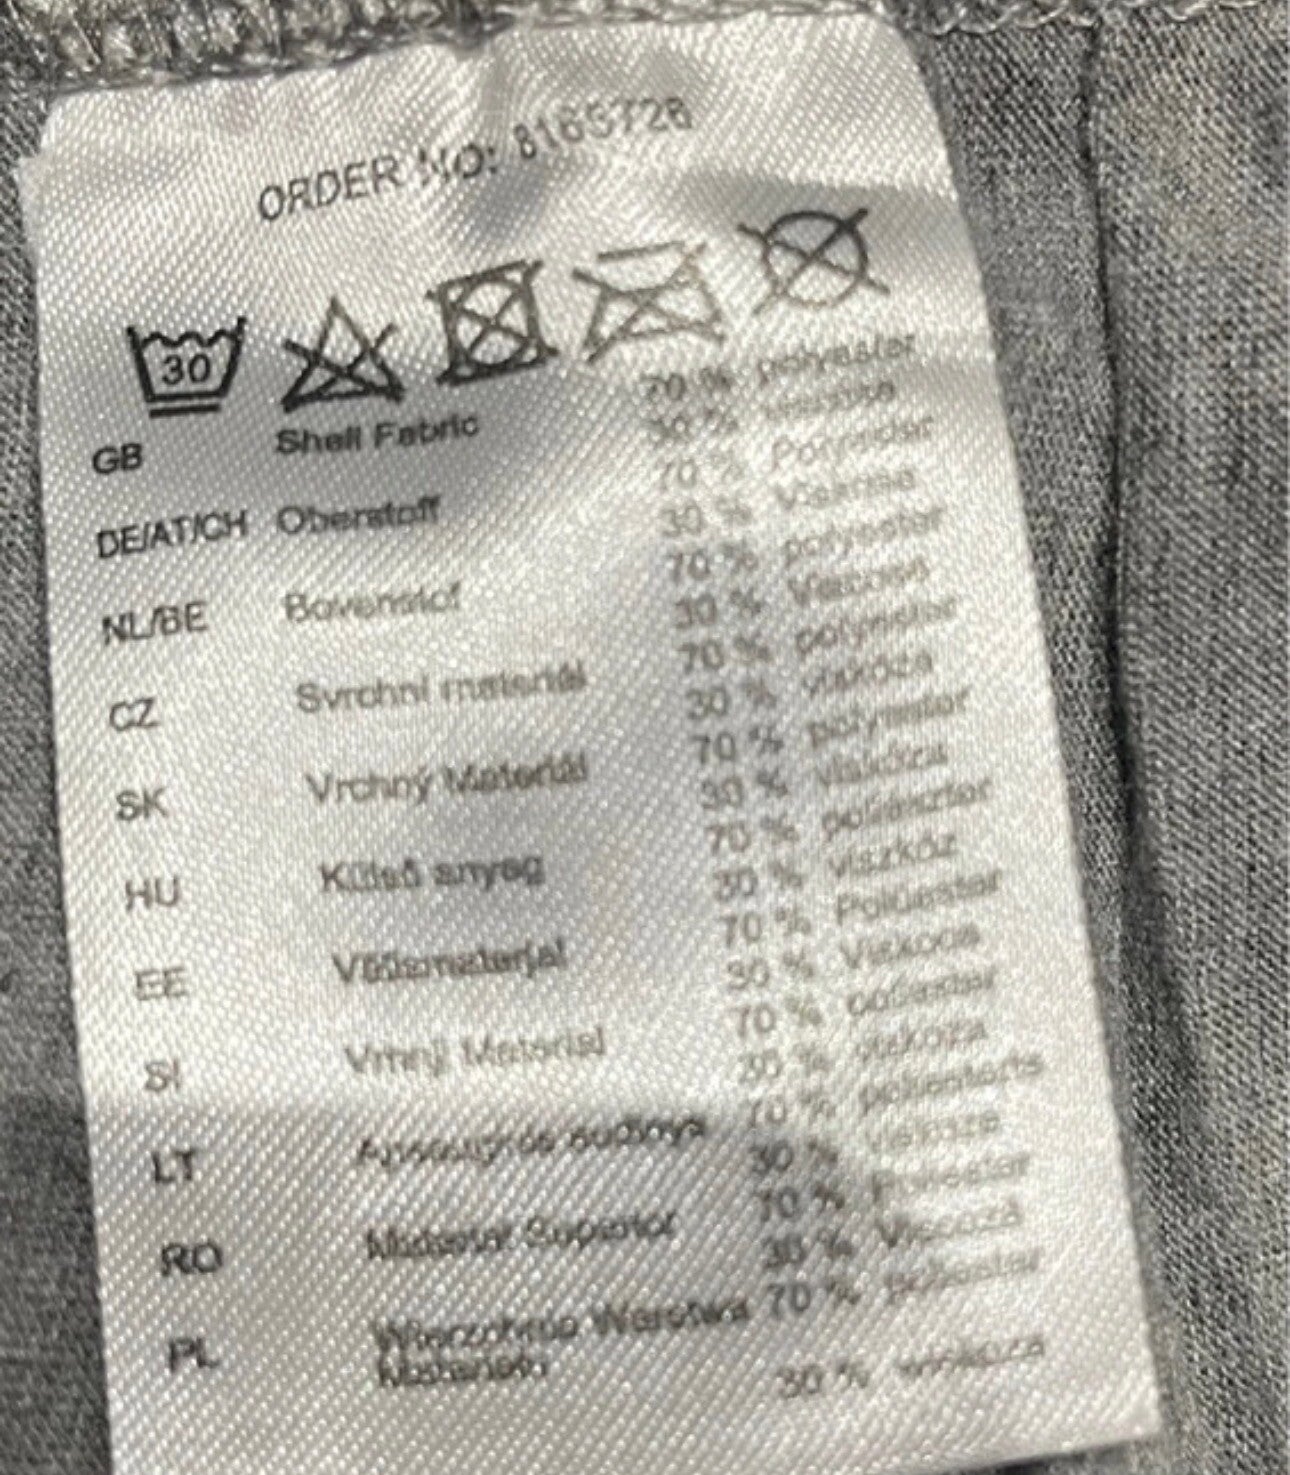 ORDER NO: 8165728
30
GB Shell Fabric 70 % polyester
30 % viscose
DE/AT/CH Oberstoff 70 % Polyester
30 % Viskose
NL/BE Bovenstof 70 % polyester
30 % Viscose
CZ Svrchní materiál 70 % polyester
30 % viskóza
SK Vrchný Materiál 70 % polyester
30 % viskóza
HU Külső anyag 70 % poliészter
30 % viszkóz
EE 70 % Polüester
30 % Viskoos
SI Material 70 % poliester
30 % viskoza
LT 70 % poliesteris
30 % viskozė
RO Material Superior 70 % Poliester
30 % Viscoză
PL Warstwa 70 % poliester
30 % wiskoza